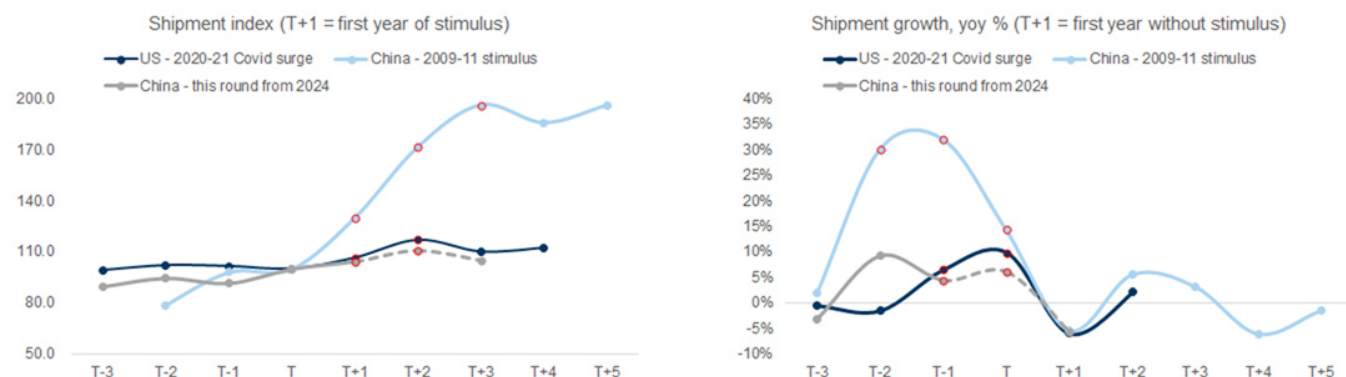 Shipment index (T+1 = first year of stimulus)
US - 2020-21 Covid surge
China - 2009-11 stimulus
China - this round from 2024
200.0
170.0
140.0
110.0
80.0
50.0
T-3 T-2 T-1 T T+1 T+2 T+3 T+4 T+5
Shipment growth, yoy % (T+1 = first year without stimulus)
US - 2020-21 Covid surge
China - 2009-11 stimulus
China - this round from 2024
40%
35%
30%
25%
20%
15%
10%
5%
0%
-5%
-10%
T-3 T-2 T-1 T T+1 T+2 T+3 T+4 T+5